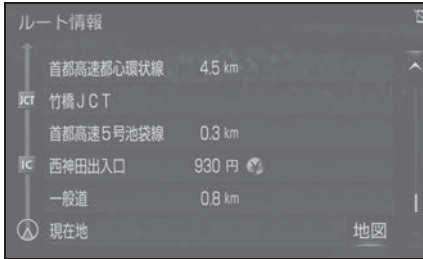 ルート情報
首都高速都心環状線 4.5 km
JCT 竹橋JCT
首都高速5号池袋線 0.3 km
IC 西神田出入口 930 円
一般道 0.8 km
現在地 地図